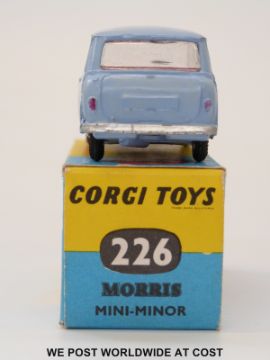 CORGI TOYS
226
MORRIS
MINI-MINOR
WE POST WORLDWIDE AT COST